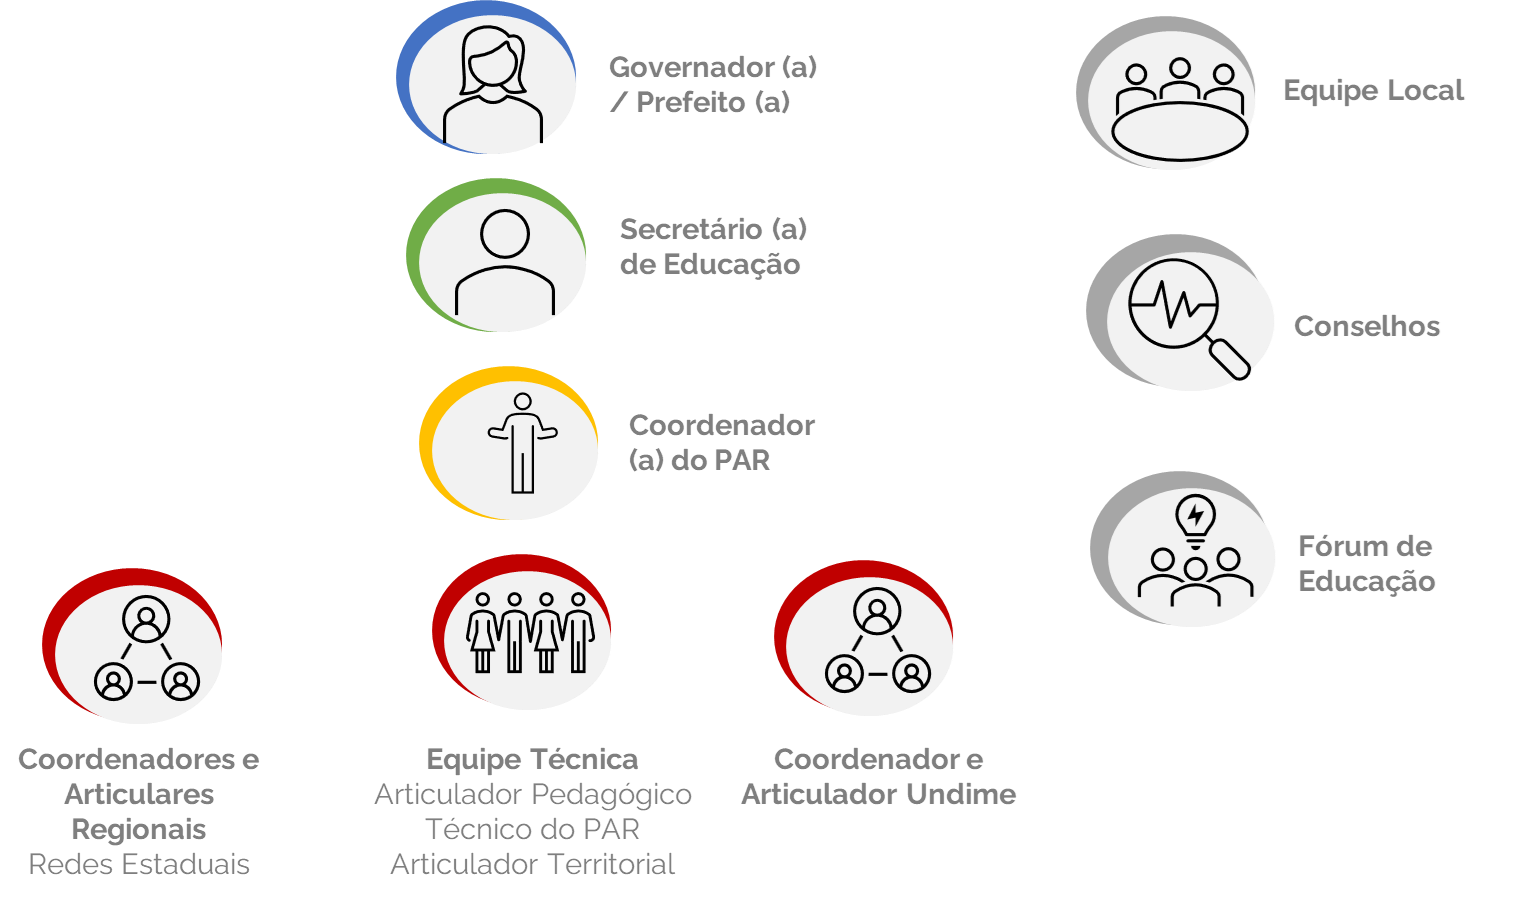 Governador (a)
/ Prefeito (a)
Secretário (a)
de Educação
Coordenador
(a) do PAR
Coordenadores e
Articulares
Regionais
Redes Estaduais
Equipe Técnica
Articulador Pedagógico
Técnico do PAR
Articulador Territorial
Coordenador e
Articulador Undime
Equipe Local
Conselhos
Fórum de
Educação